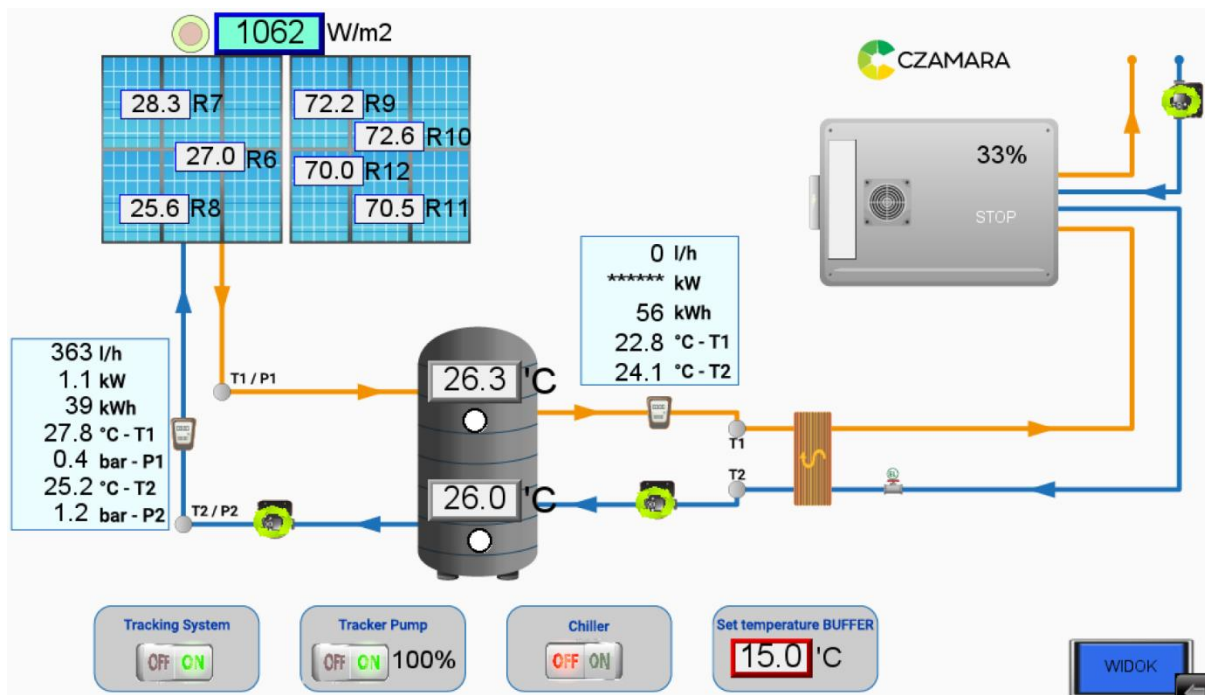 1062 W/m2
28.3 R7
27.0 R6
25.6 R8
72.2 R9
72.6 R10
70.0 R12
70.5 R11
CZAMARA
33%
STOP
0 l/h
****** kW
56 kWh
22.8 °C - T1
24.1 °C - T2
363 l/h
1.1 kW
39 kWh
27.8 °C - T1
0.4 bar - P1
25.2 °C - T2
1.2 bar - P2
T1 / P1
T2 / P2
26.3 'C
26.0 'C
T1
T2
Tracking System
OFF ON
Tracker Pump
OFF ON 100%
Chiller
OFF ON
Set temperature BUFFER
15.0 'C
WIDOK